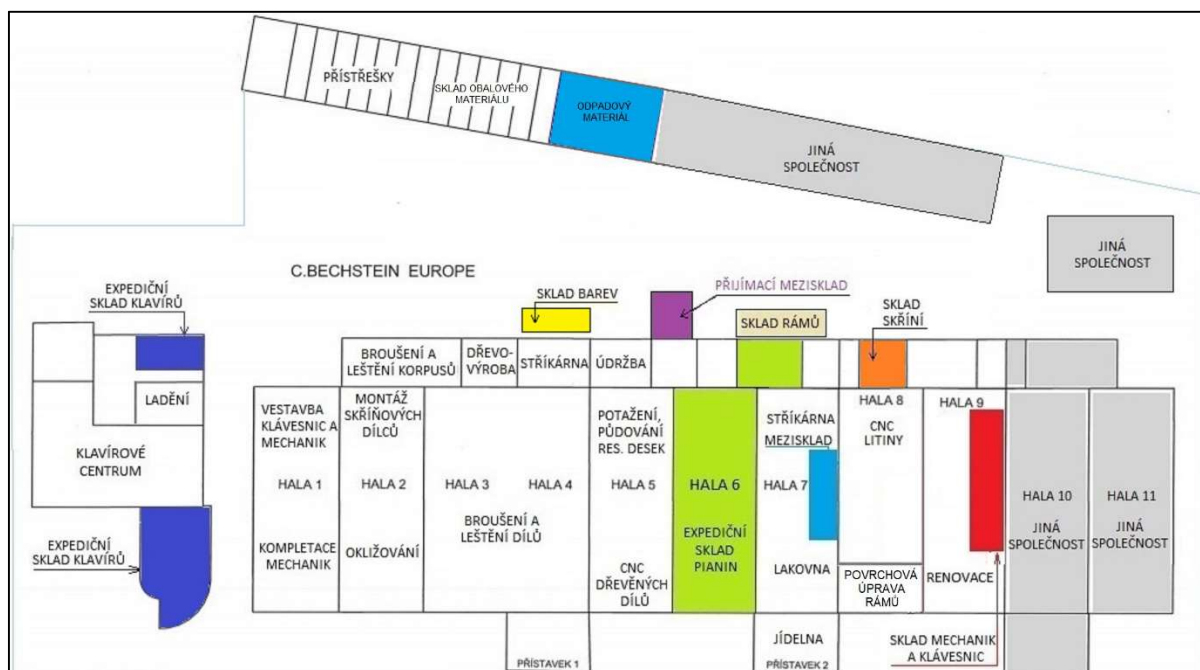 PŘÍSTŘEŠKY
SKLAD OBALOVÉHO
MATERIÁLU
ODPADOVÝ
MATERIÁL
JINÁ
SPOLEČNOST
JINÁ
SPOLEČNOST
C.BECHSTEIN EUROPE
EXPEDIČNÍ
SKLAD KLAVÍRŮ
SKLAD BAREV
PŘIJÍMACÍ MEZISKLAD
SKLAD RÁMŮ
SKLAD
SKŘÍNÍ
BROUŠENÍ A
LEŠTĚNÍ KORPUSŮ
DŘEVO-
VÝROBA
STŘÍKÁRNA
ÚDRŽBA
LADĚNÍ
KLAVÍROVÉ
CENTRUM
EXPEDIČNÍ
SKLAD KLAVÍRŮ
VESTAVBA
KLÁVESNIC A
MECHANIK
HALA 1
KOMPLETACE
MECHANIK
MONTÁŽ
SKŘÍŇOVÝCH
DÍLCŮ
HALA 2
OKLIŽOVÁNÍ
HALA 3
HALA 4
BROUŠENÍ A
LEŠTĚNÍ DÍLŮ
POTAŽENÍ,
PŮDOVÁNÍ
RES. DESEK
HALA 5
CNC
DŘEVĚNÝCH
DÍLŮ
HALA 6
EXPEDIČNÍ
SKLAD
PIANIN
STŘÍKÁRNA
MEZISKLAD
HALA 7
LAKOVNA
HALA 8
CNC
LITINY
POVRCHOVÁ
ÚPRAVA
RÁMŮ
HALA 9
RENOVACE
HALA 10
JINÁ
SPOLEČNOST
HALA 11
JINÁ
SPOLEČNOST
PŘÍSTAVEK 1
JÍDELNA
PŘÍSTAVEK 2
SKLAD MECHANIK
A KLÁVESNIC